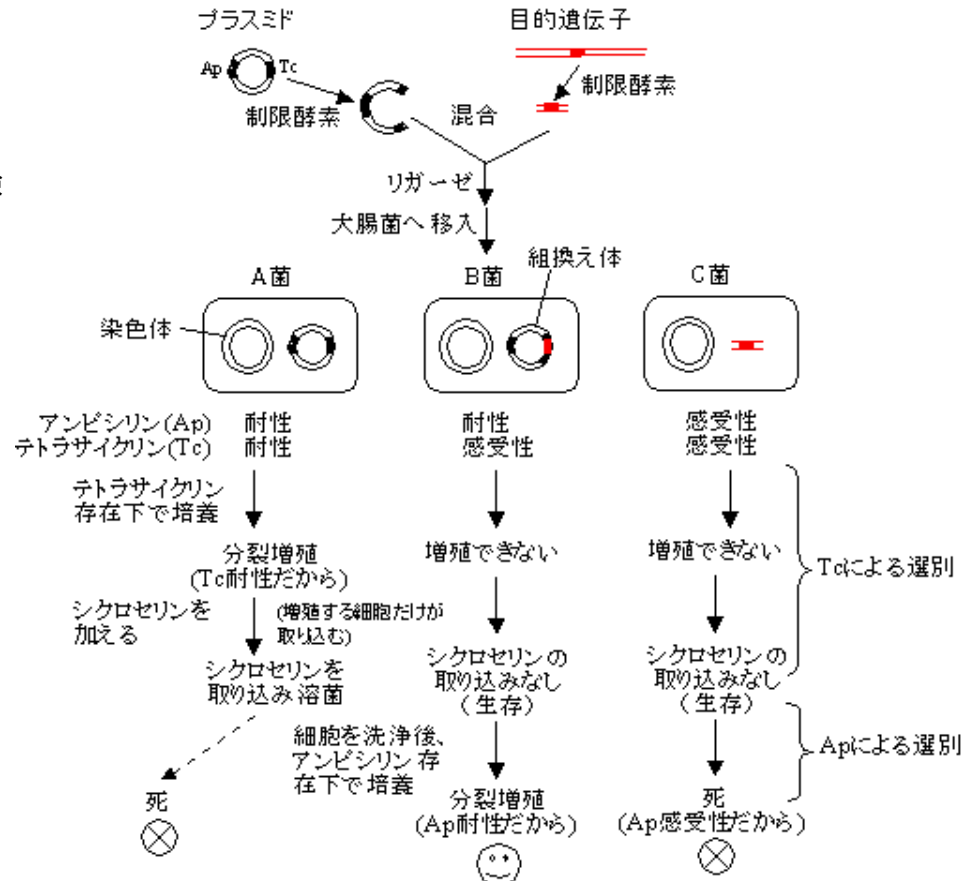 プラスミド
目的遺伝子
Ap
Tc
制限酵素
制限酵素
混合
リガーゼ
大腸菌へ移入
組換え体
A菌
B菌
C菌
染色体
アンピシリン(Ap) 耐性 耐性 感受性
テトラサイクリン(Tc) 耐性 感受性 感受性
テトラサイクリン
存在下で培養
分裂増殖
(Tc耐性だから)
増殖できない
増殖できない
Tcによる選別
シクロセリンを
加える
(増殖する細胞だけが
取り込む)
シクロセリンを
取り込み溶菌
シクロセリンの
取り込みなし
(生存)
シクロセリンの
取り込みなし
(生存)
細胞を洗浄後、
アンピシリン存
在下で培養
Apによる選別
死
分裂増殖
(Ap耐性だから)
死
(Ap感受性だから)